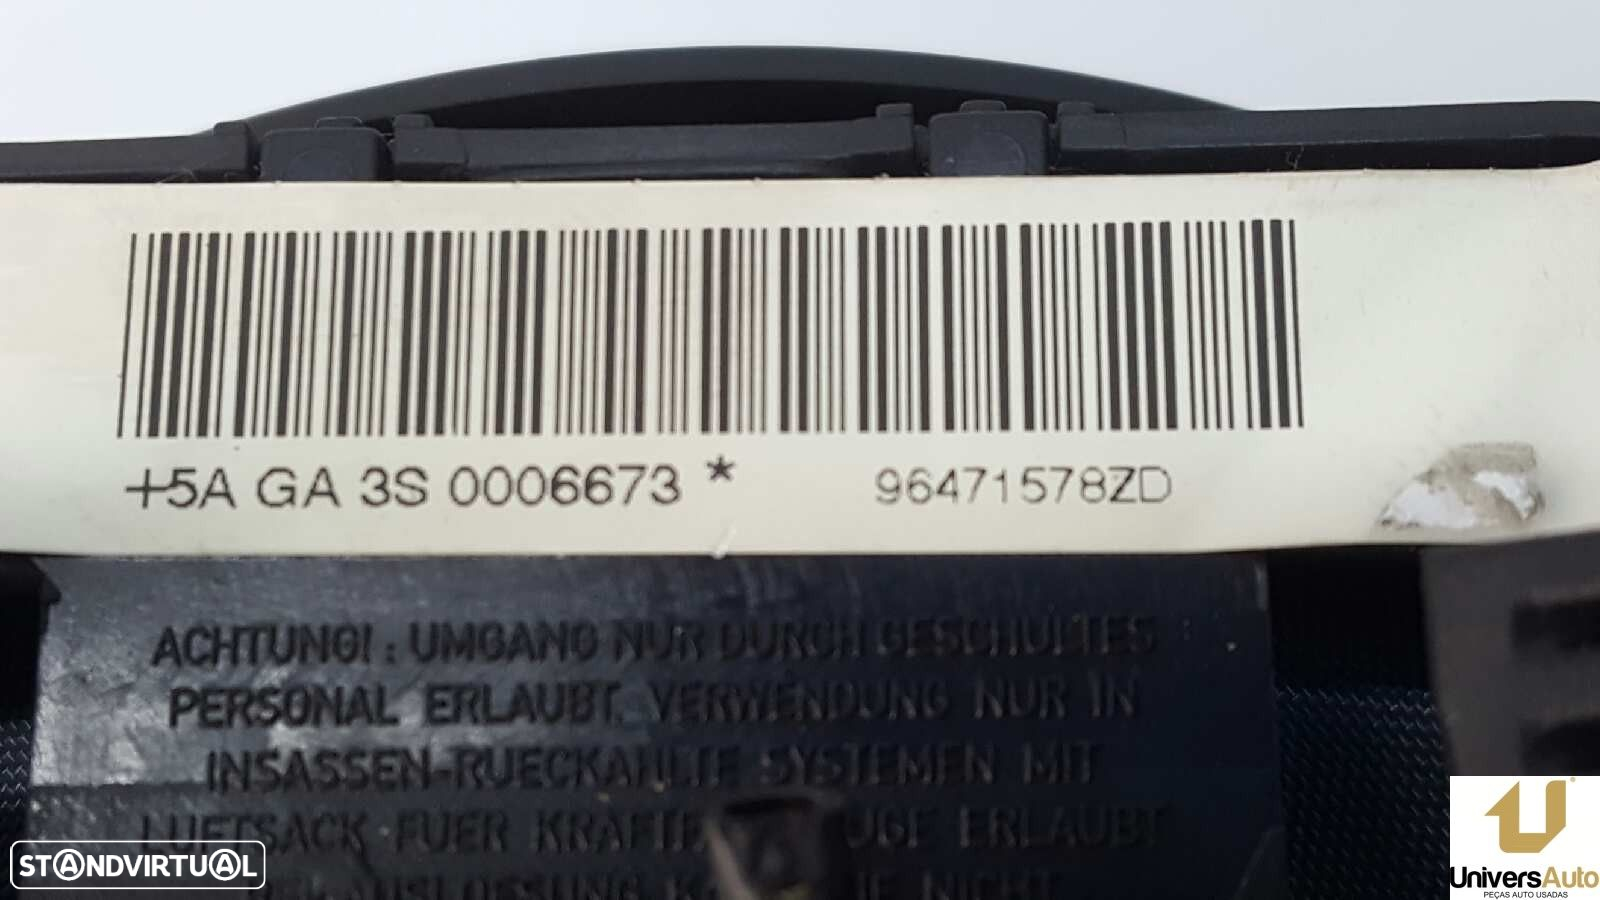 +5A GA 3S 0006673 * 96471578ZD
ACHTUNG! : UMGANG NUR DURCH GESCHULTES
PERSONAL ERLAUBT. VERWENDUNG NUR IN
INSASSEN-RUECKAHLTE SYSTEMEN MIT
LUFTSACK FUER ERLAUBT
STANDVIRTUAL
UniversAuto
PEÇAS AUTO USADAS